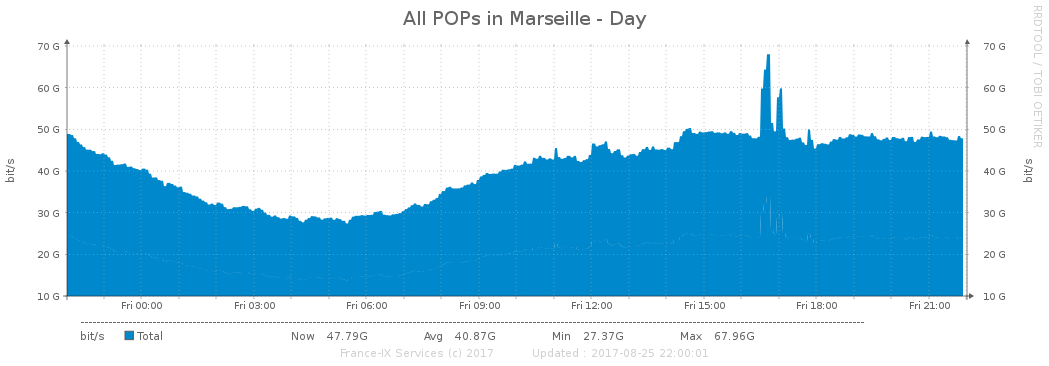 All POPs in Marseille - Day
RRDTOOL / TOBI OETIKER
70 G 70 G
60 G 60 G
50 G 50 G
40 G 40 G
30 G 30 G
20 G 20 G
10 G 10 G
bit/s
bit/s
Fri 00:00 Fri 03:00 Fri 06:00 Fri 09:00 Fri 12:00 Fri 15:00 Fri 18:00 Fri 21:00
bit/s Total Now 47.79G Avg 40.87G Min 27.37G Max 67.96G
France-IX Services (c) 2017 Updated : 2017-08-25 22:00:01